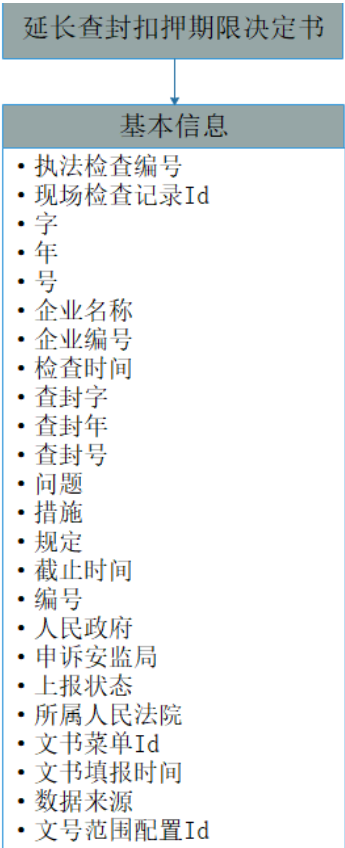 延长查封扣押期限决定书
基本信息
• 执法检查编号
• 现场检查记录Id
• 字
• 年
• 号
• 企业名称
• 企业编号
• 检查时间
• 查封字
• 查封年
• 查封号
• 问题
• 措施
• 规定
• 截止时间
• 编号
• 人民政府
• 申诉安监局
• 上报状态
• 所属人民法院
• 文书菜单Id
• 文书填报时间
• 数据来源
• 文号范围配置Id